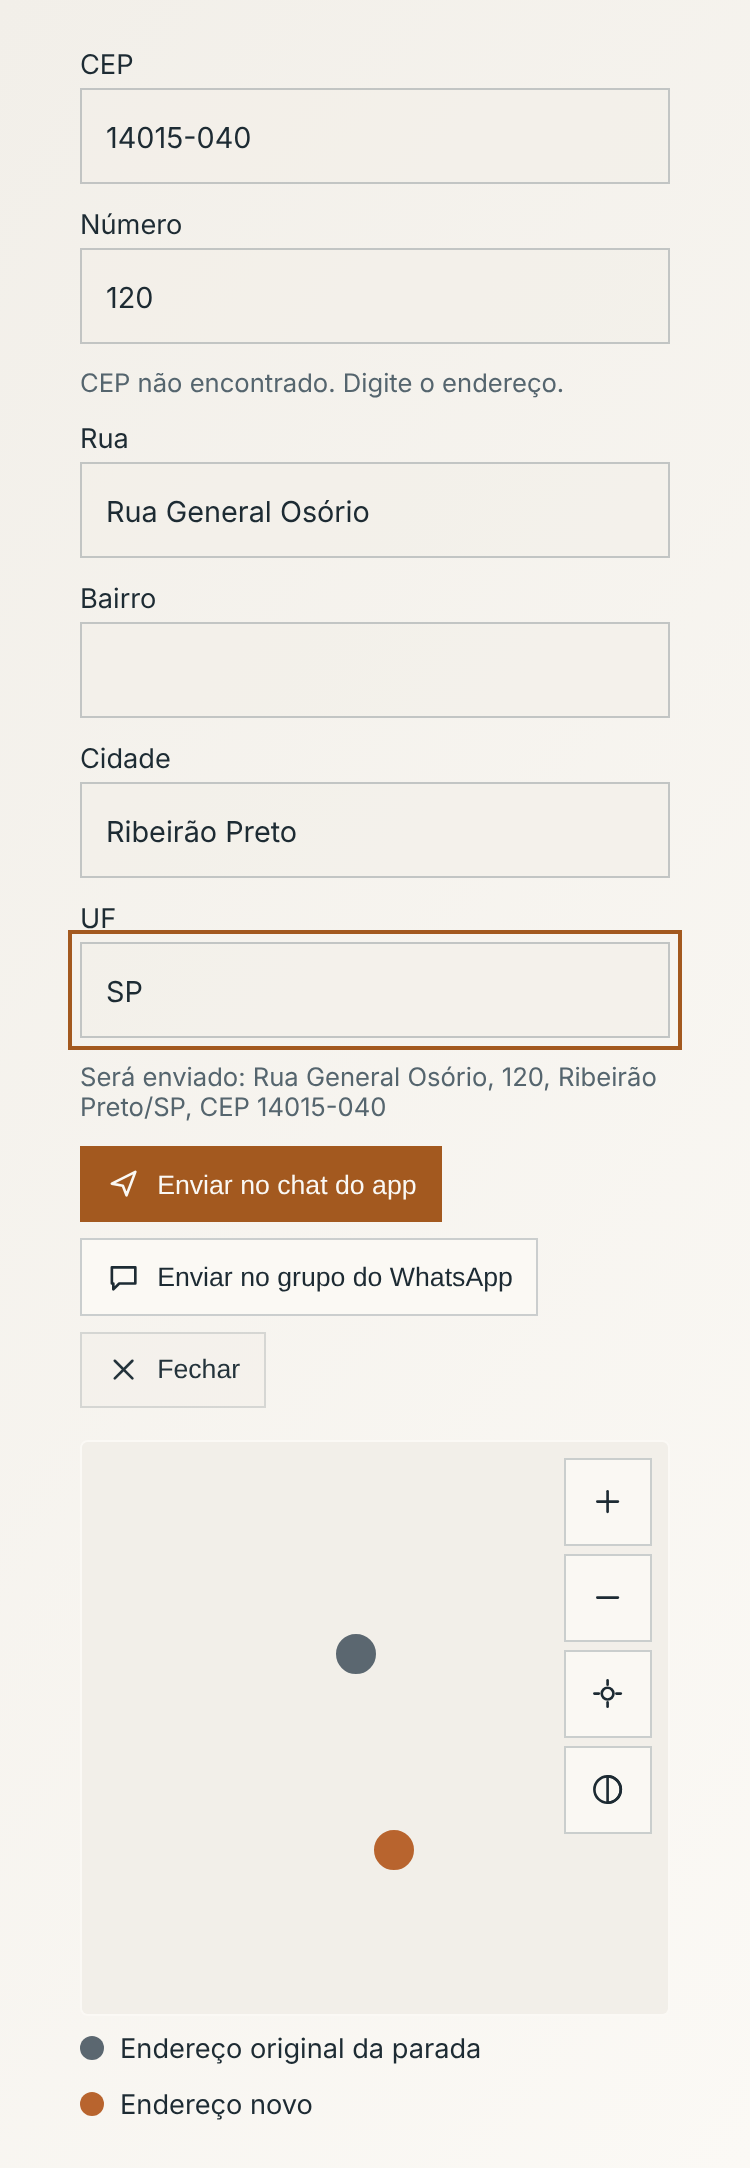 CEP
14015-040
Número
120
CEP não encontrado. Digite o endereço.
Rua
Rua General Osório
Bairro
Cidade
Ribeirão Preto
UF
SP
Será enviado: Rua General Osório, 120, Ribeirão
Preto/SP, CEP 14015-040
Enviar no chat do app
Enviar no grupo do WhatsApp
Fechar
Endereço original da parada
Endereço novo